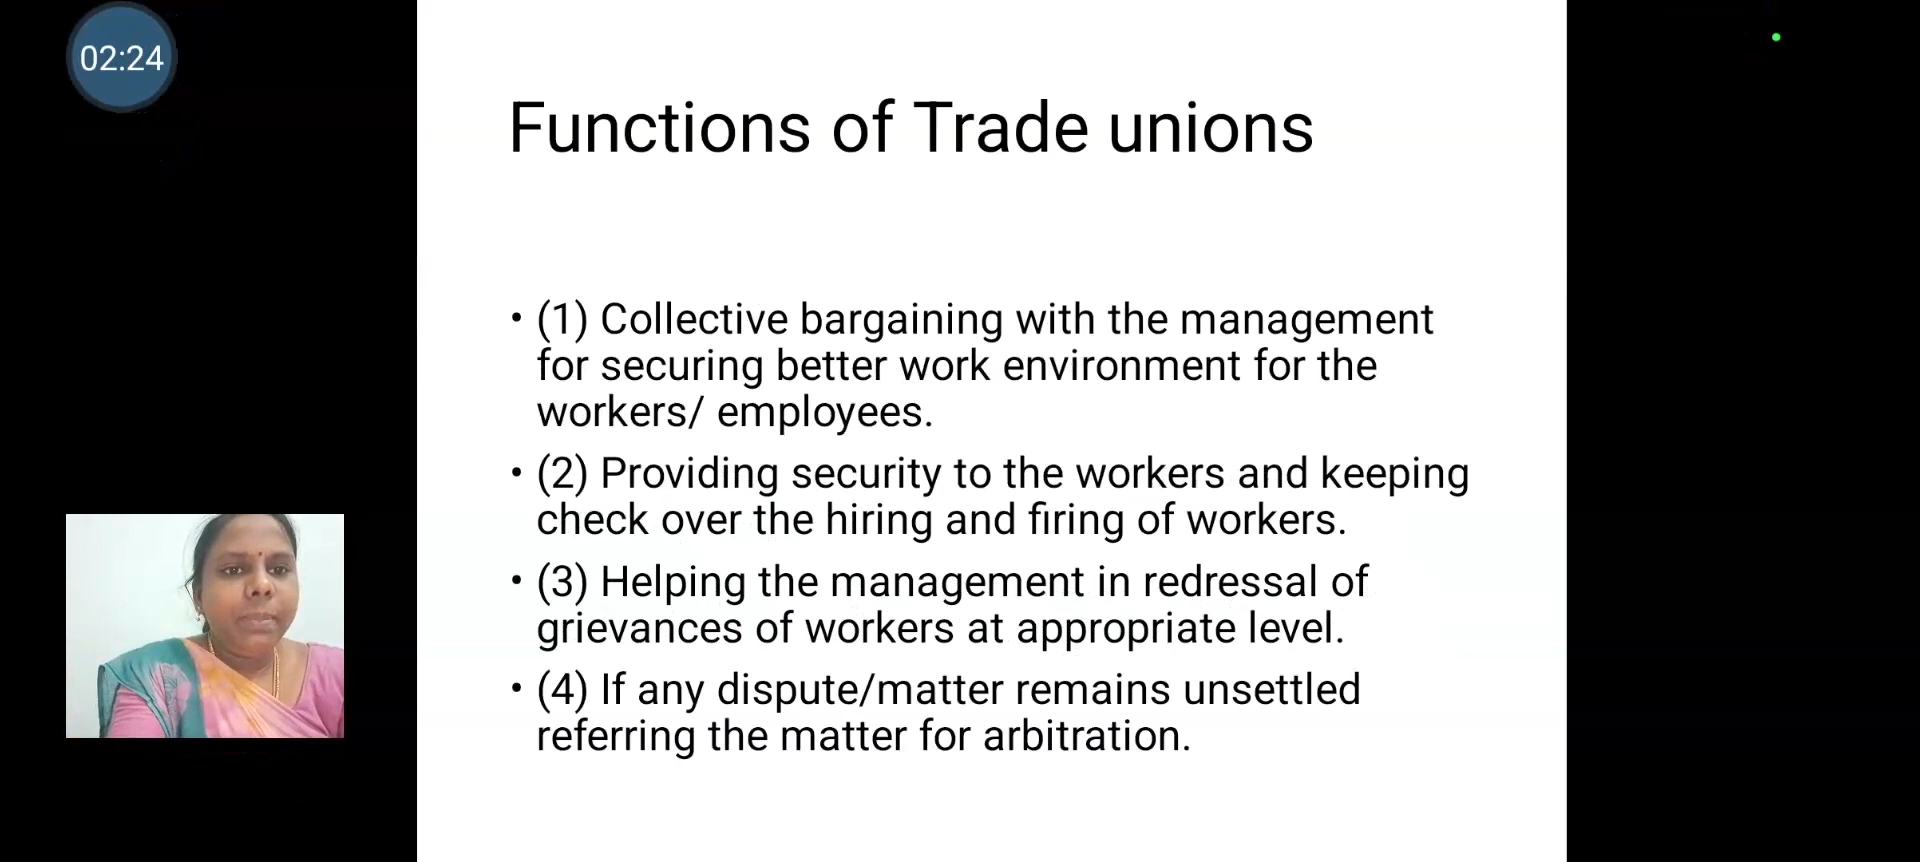 02:24
Functions of Trade unions
• (1) Collective bargaining with the management
for securing better work environment for the
workers/ employees.
• (2) Providing security to the workers and keeping
check over the hiring and firing of workers.
• (3) Helping the management in redressal of
grievances of workers at appropriate level.
• (4) If any dispute/matter remains unsettled
referring the matter for arbitration.